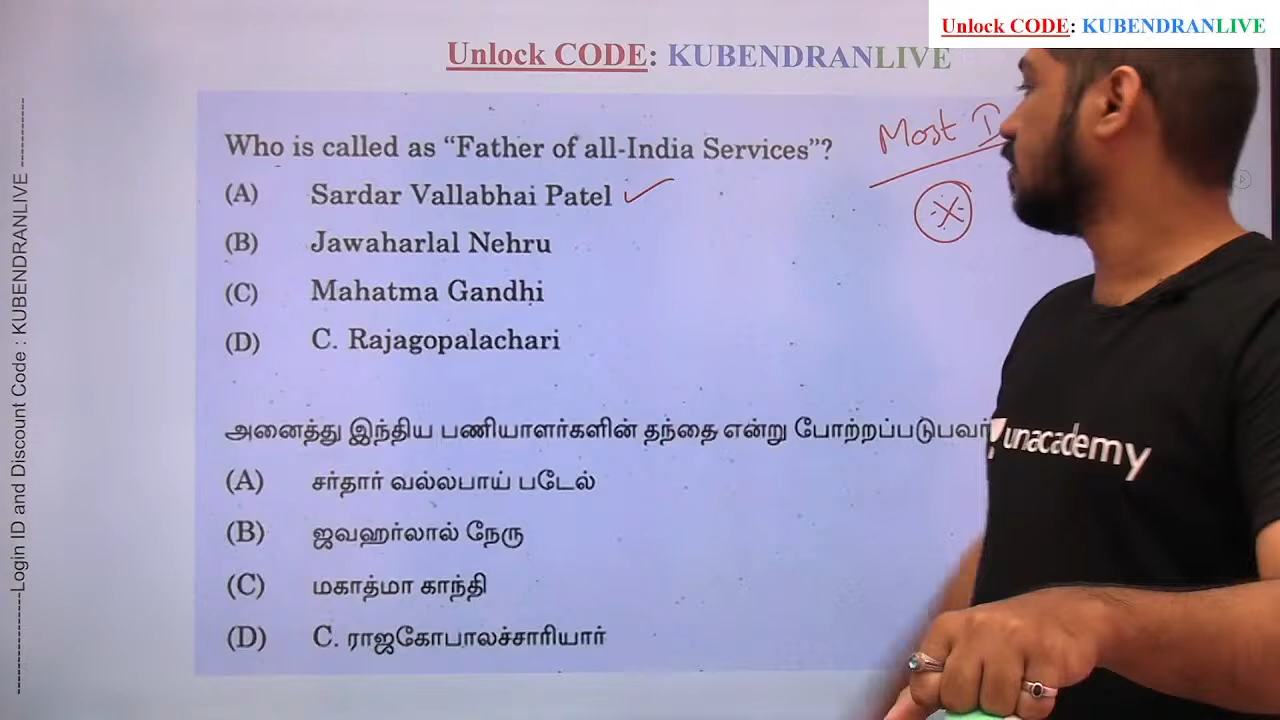 Unlock CODE: KUBENDRANLIVE
Unlock CODE: KUBENDRANLIVE
Who is called as “Father of all-India Services”?
(A) Sardar Vallabhai Patel
(B) Jawaharlal Nehru
(C) Mahatma Gandhi
(D) C. Rajagopalachari
Most I
அனைத்து இந்திய பணியாளர்களின் தந்தை என்று போற்றப்படுபவர்
(A) சர்தார் வல்லபாய் படேல்
(B) ஜவஹர்லால் நேரு
(C) மகாத்மா காந்தி
(D) C. ராஜகோபாலச்சாரியார்
unacademy
----------------Login ID and Discount Code : KUBENDRANLIVE ----------------